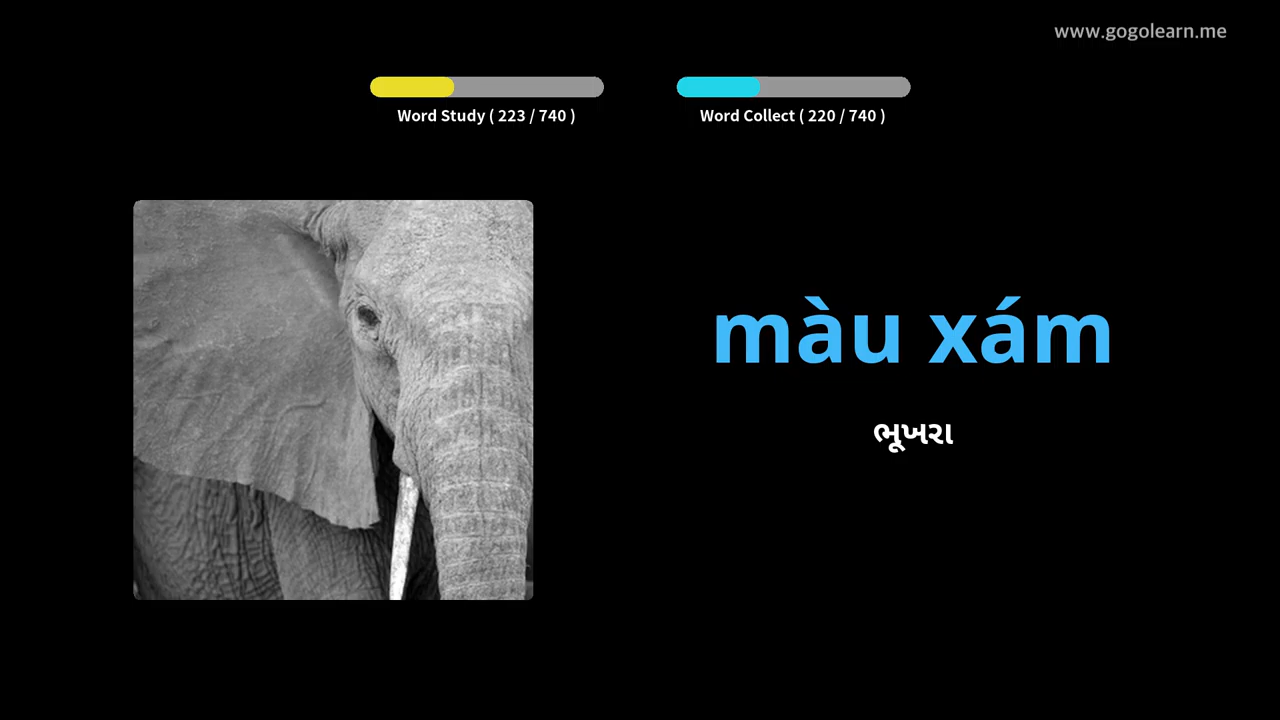 www.gogolearn.me
Word Study ( 223 / 740 )
Word Collect ( 220 / 740 )
màu xám
ભૂખરા